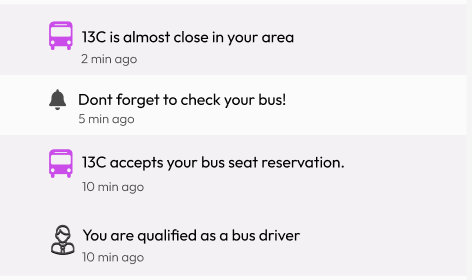 13C is almost close in your area
2 min ago
Dont forget to check your bus!
5 min ago
13C accepts your bus seat reservation.
10 min ago
You are qualified as a bus driver
10 min ago